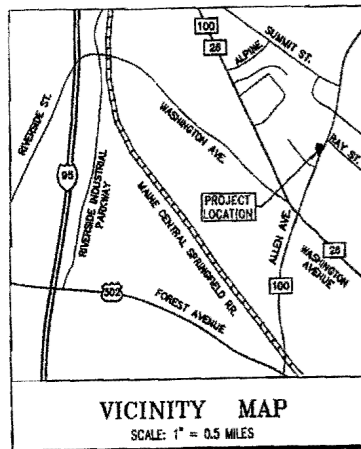 100
26
ALPINE
SUMMIT ST.
RIVERSIDE ST.
WASHINGTON AVE.
RAY ST.
95
RIVERSIDE INDUSTRIAL
PARKWAY
PROJECT
LOCATION
ALLEN AVE.
MAINE CENTRAL SPRINGFIELD RR.
WASHINGTON
AVENUE
26
302
FOREST AVENUE
100
VICINITY MAP
SCALE: 1" = 0.5 MILES